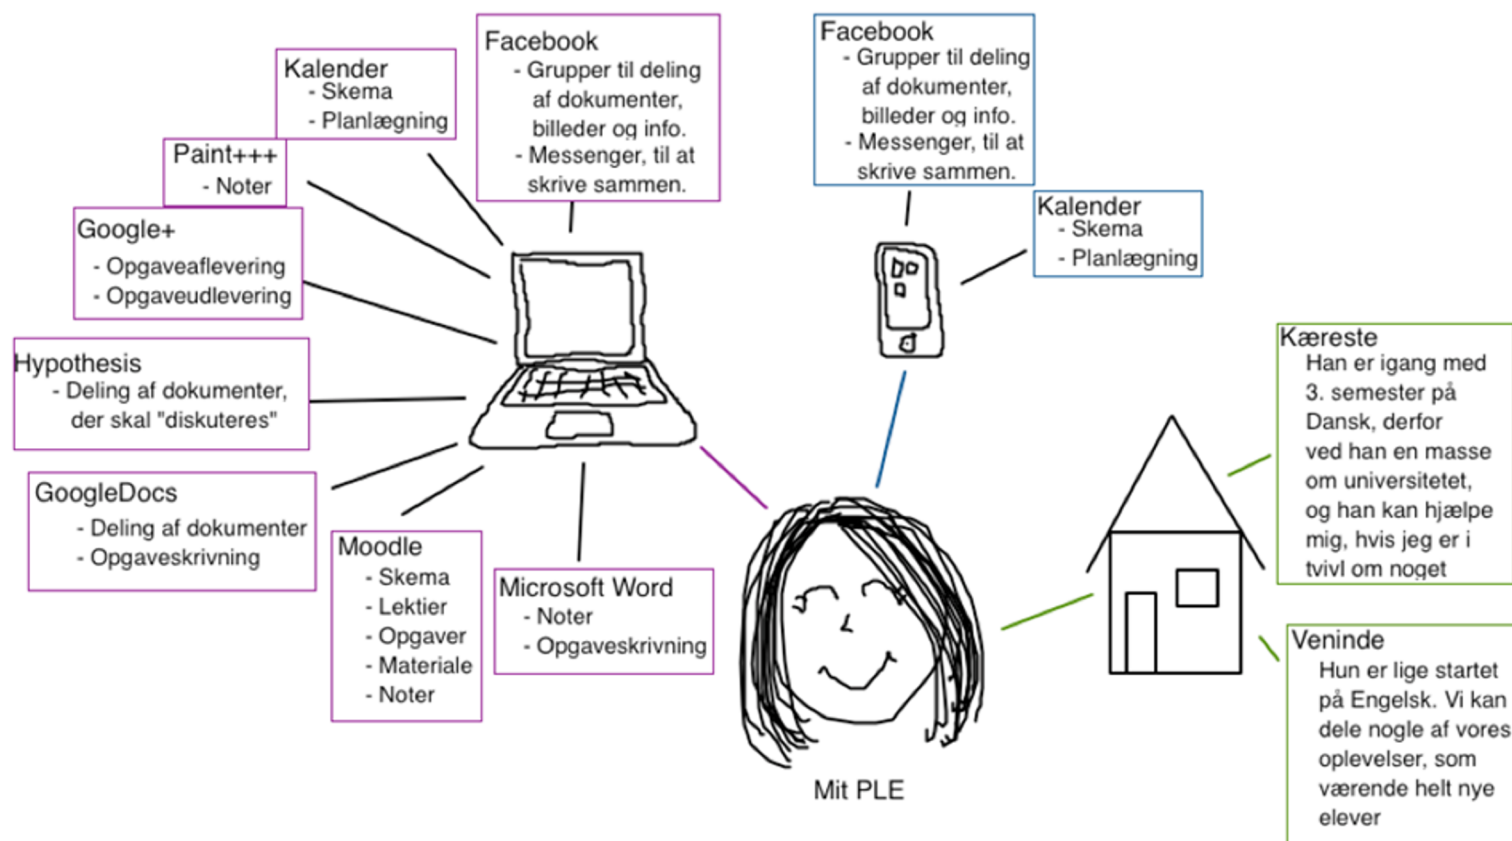 Kalender
- Skema
- Planlægning
Facebook
- Grupper til deling
af dokumenter,
billeder og info.
- Messenger, til at
skrive sammen.
Paint+++
- Noter
Google+
- Opgaveaflevering
- Opgaveudlevering
Hypothesis
- Deling af dokumenter,
der skal "diskuteres"
GoogleDocs
- Deling af dokumenter
- Opgaveskrivning
Moodle
- Skema
- Lektier
- Opgaver
- Materiale
- Noter
Microsoft Word
- Noter
- Opgaveskrivning
Facebook
- Grupper til deling
af dokumenter,
billeder og info.
- Messenger, til at
skrive sammen.
Kalender
- Skema
- Planlægning
Kæreste
Han er igang med
3. semester på
Dansk, derfor
ved han en masse
om universitetet,
og han kan hjælpe
mig, hvis jeg er i
tvivl om noget
Veninde
Hun er lige startet
på Engelsk. Vi kan
dele nogle af vores
oplevelser, som
værende helt nye
elever
Mit PLE